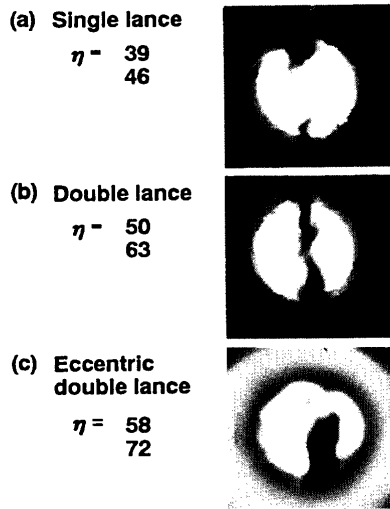 (a) Single lance
η - 39
46
(b) Double lance
η - 50
63
(c) Eccentric
double lance
η = 58
72